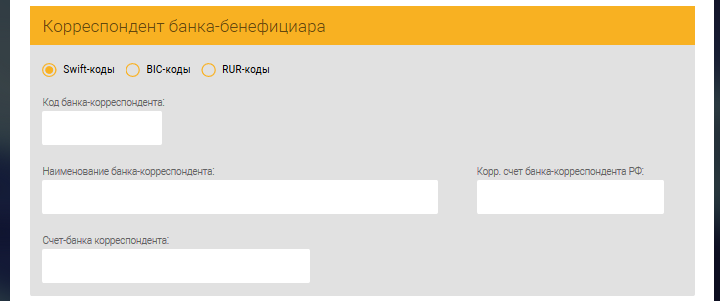 Корреспондент банка-бенефициара
Swift-коды BIC-коды RUR-коды
Код банка-корреспондента:
Наименование банка-корреспондента: Корр. счет банка-корреспондента РФ:
Счет-банка корреспондента: